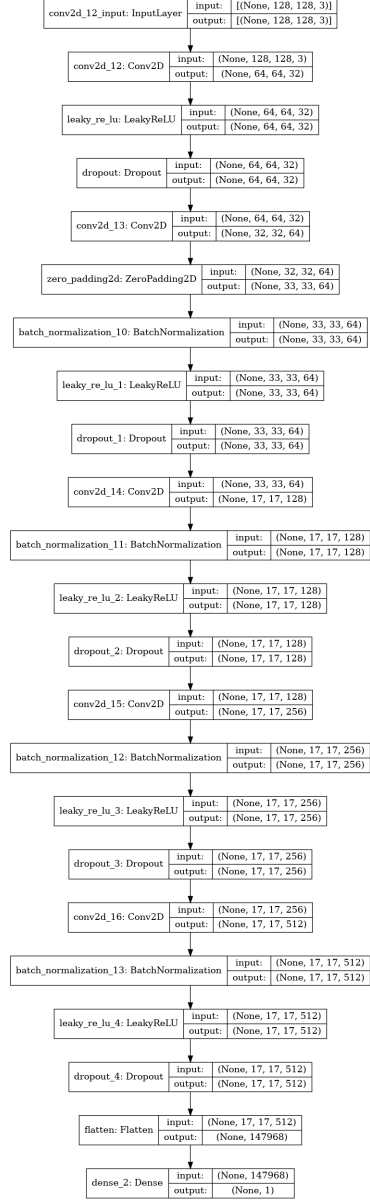 conv2d_12_input: InputLayer input: [(None, 128, 128, 3)]
output: [(None, 128, 128, 3)]
conv2d_12: Conv2D input: (None, 128, 128, 3)
output: (None, 64, 64, 32)
leaky_re_lu: LeakyReLU input: (None, 64, 64, 32)
output: (None, 64, 64, 32)
dropout: Dropout input: (None, 64, 64, 32)
output: (None, 64, 64, 32)
conv2d_13: Conv2D input: (None, 64, 64, 32)
output: (None, 32, 32, 64)
zero_padding2d: ZeroPadding2D input: (None, 32, 32, 64)
output: (None, 33, 33, 64)
batch_normalization_10: BatchNormalization input: (None, 33, 33, 64)
output: (None, 33, 33, 64)
leaky_re_lu_1: LeakyReLU input: (None, 33, 33, 64)
output: (None, 33, 33, 64)
dropout_1: Dropout input: (None, 33, 33, 64)
output: (None, 33, 33, 64)
conv2d_14: Conv2D input: (None, 33, 33, 64)
output: (None, 17, 17, 128)
batch_normalization_11: BatchNormalization input: (None, 17, 17, 128)
output: (None, 17, 17, 128)
leaky_re_lu_2: LeakyReLU input: (None, 17, 17, 128)
output: (None, 17, 17, 128)
dropout_2: Dropout input: (None, 17, 17, 128)
output: (None, 17, 17, 128)
conv2d_15: Conv2D input: (None, 17, 17, 128)
output: (None, 17, 17, 256)
batch_normalization_12: BatchNormalization input: (None, 17, 17, 256)
output: (None, 17, 17, 256)
leaky_re_lu_3: LeakyReLU input: (None, 17, 17, 256)
output: (None, 17, 17, 256)
dropout_3: Dropout input: (None, 17, 17, 256)
output: (None, 17, 17, 256)
conv2d_16: Conv2D input: (None, 17, 17, 256)
output: (None, 17, 17, 512)
batch_normalization_13: BatchNormalization input: (None, 17, 17, 512)
output: (None, 17, 17, 512)
leaky_re_lu_4: LeakyReLU input: (None, 17, 17, 512)
output: (None, 17, 17, 512)
dropout_4: Dropout input: (None, 17, 17, 512)
output: (None, 17, 17, 512)
flatten: Flatten input: (None, 17, 17, 512)
output: (None, 147968)
dense_2: Dense input: (None, 147968)
output: (None, 1)